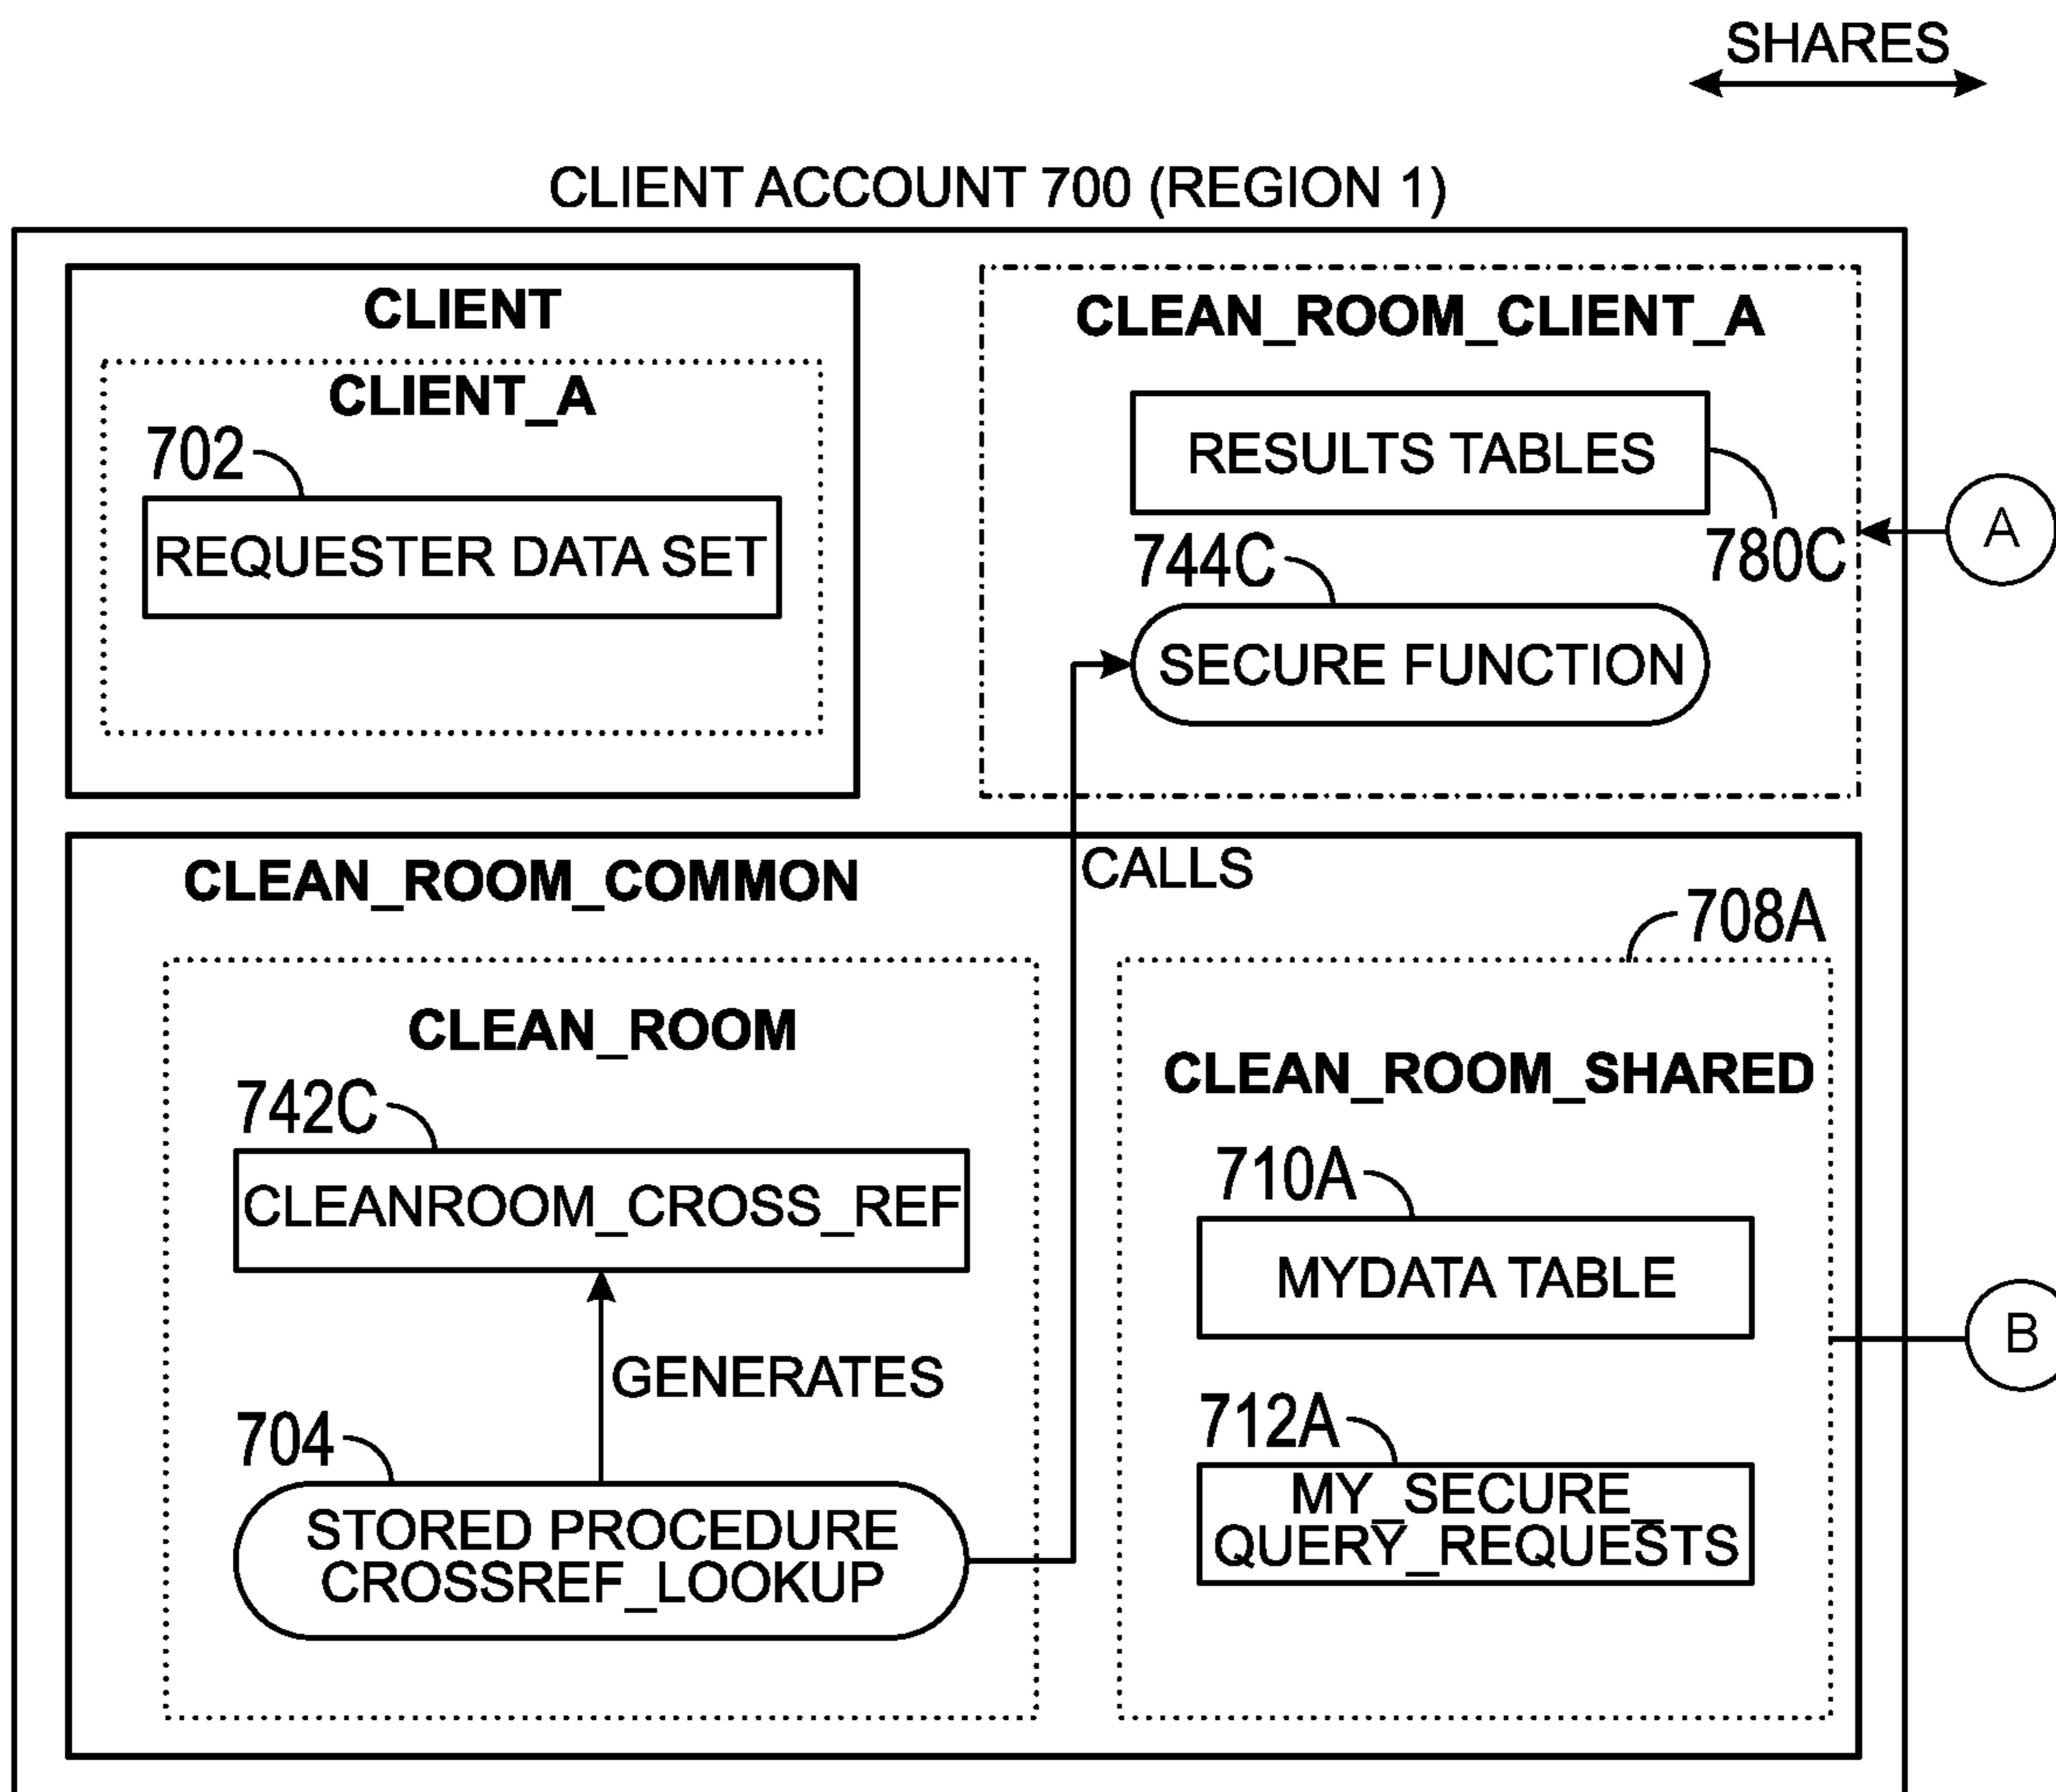 SHARES
CLIENT ACCOUNT 700 (REGION 1)
CLIENT
CLIENT_A
702
REQUESTER DATA SET
CLEAN_ROOM_CLIENT_A
RESULTS TABLES
780C
A
744C
SECURE FUNCTION
CLEAN_ROOM_COMMON
CALLS
708A
CLEAN_ROOM
742C
CLEANROOM_CROSS_REF
GENERATES
704
STORED PROCEDURE
CROSSREF_LOOKUP
CLEAN_ROOM_SHARED
710A
MYDATA TABLE
B
712A
MY_SECURE_
QUERY_REQUESTS